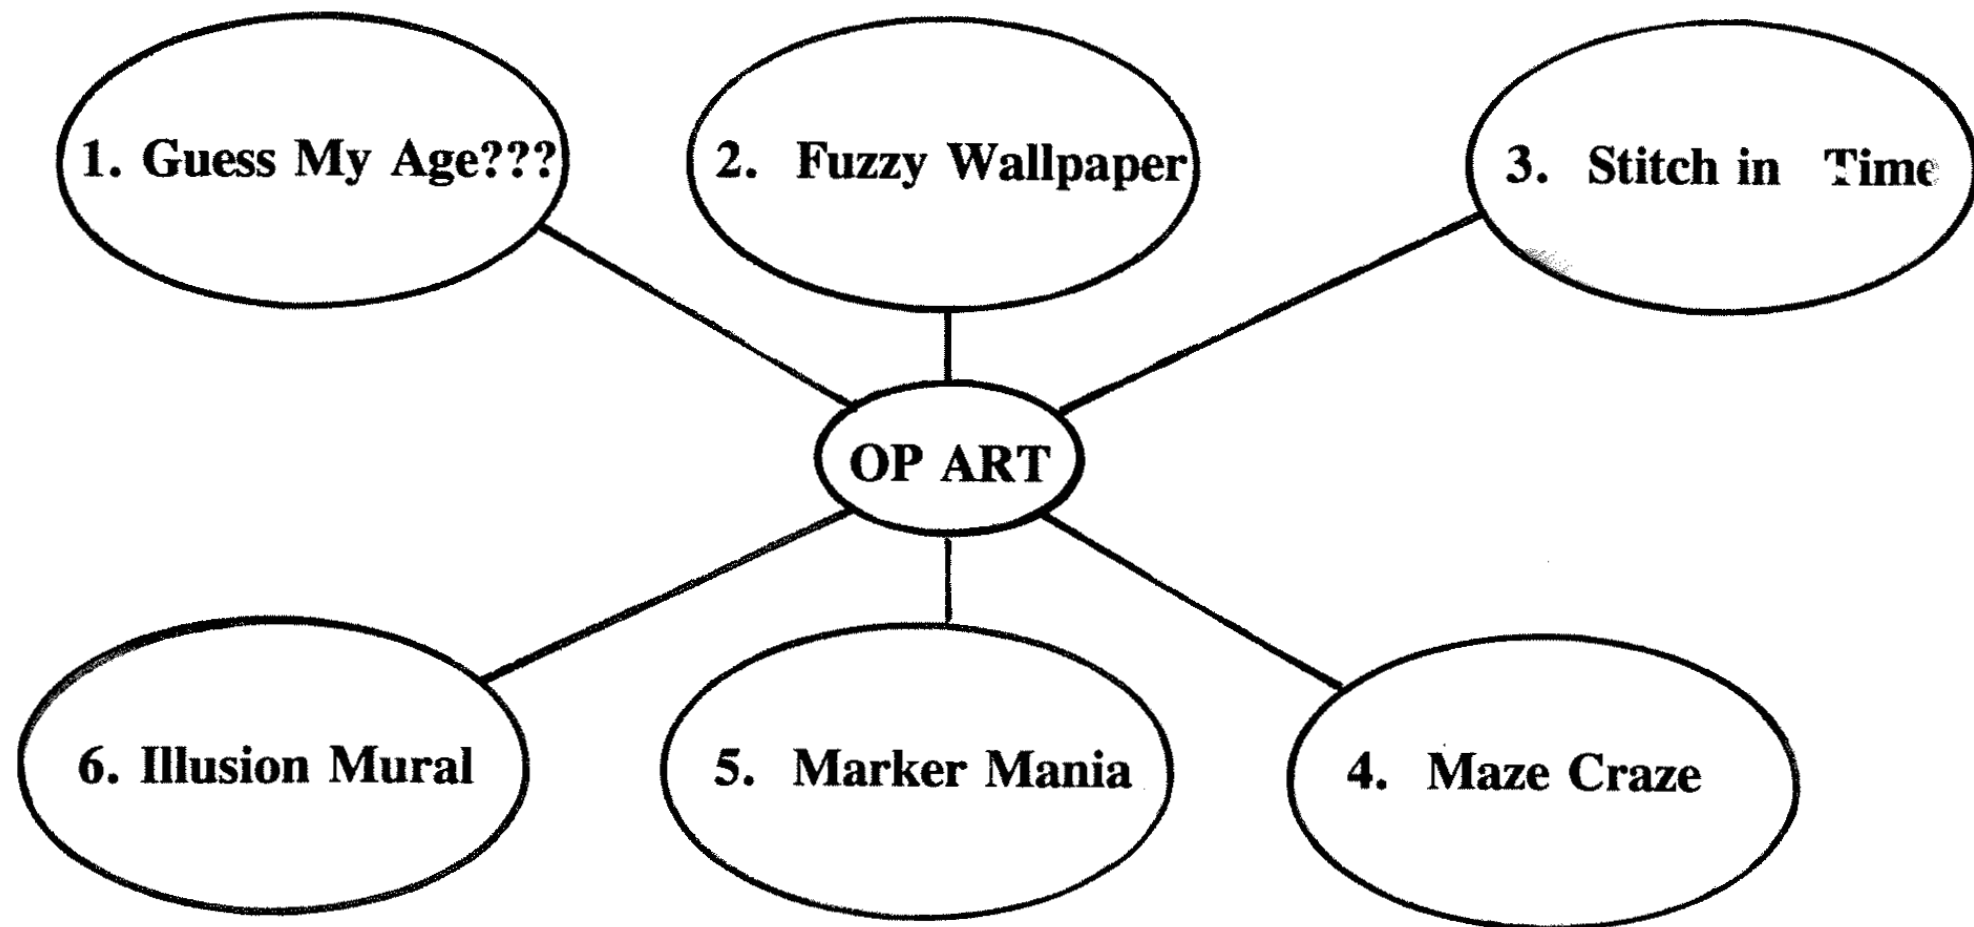 1. Guess My Age???
2. Fuzzy Wallpaper
3. Stitch in Time
OP ART
6. Illusion Mural
5. Marker Mania
4. Maze Craze